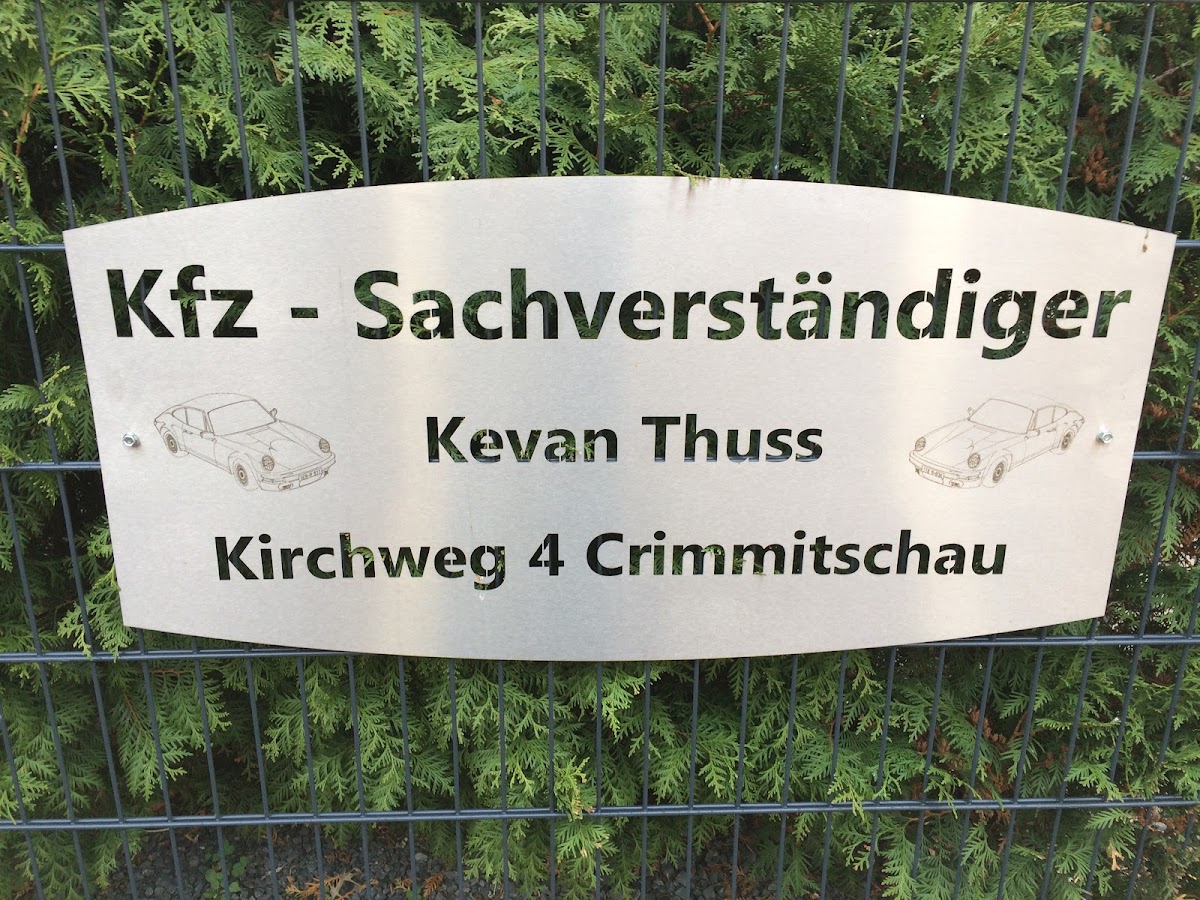 Kfz - Sachverständiger
Kevan Thuss
Kirchweg 4 Crimmitschau